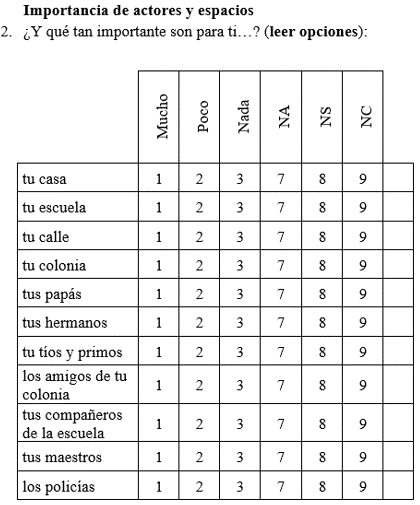 Importancia de actores y espacios
2. ¿Y qué tan importante son para ti…? (leer opciones):
Mucho Poco Nada NA NS NC
tu casa 1 2 3 7 8 9
tu escuela 1 2 3 7 8 9
tu calle 1 2 3 7 8 9
tu colonia 1 2 3 7 8 9
tus papás 1 2 3 7 8 9
tus hermanos 1 2 3 7 8 9
tu tíos y primos 1 2 3 7 8 9
los amigos de tu
colonia 1 2 3 7 8 9
tus compañeros
de la escuela 1 2 3 7 8 9
tus maestros 1 2 3 7 8 9
los policías 1 2 3 7 8 9